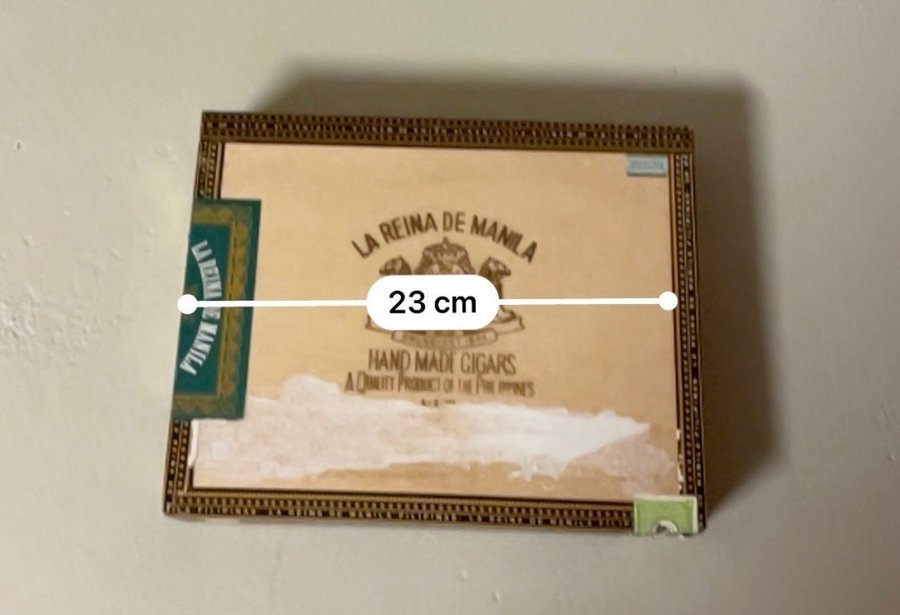 LA REINA DE MANILA
23 cm
HAND MADE CIGARS
A QUALITY PRODUCT OF THE PHILIPPINES
LA REINA DE MANILA